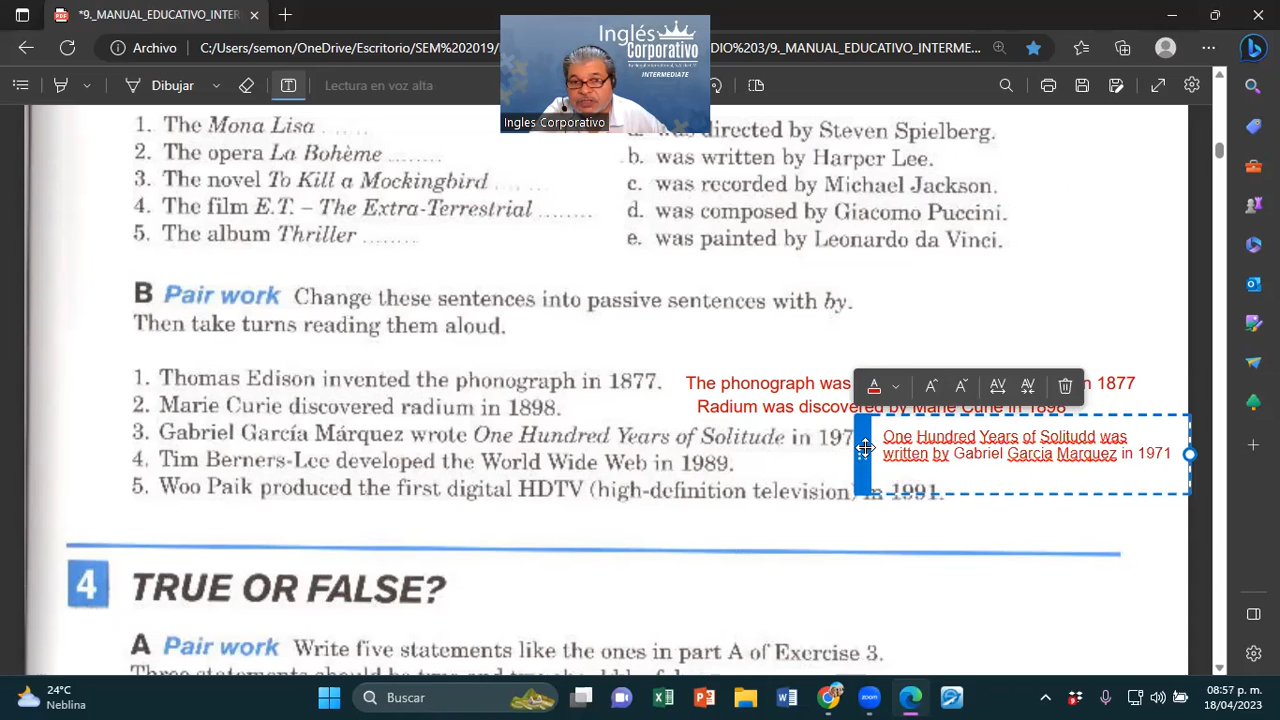 *9_MANUAL_EDUCATIVO_INTERME
Archivo
C:/Users/semon/OneDrive/Escritorio/SEM%202019/
DIO%203/9._MANUAL_EDUCATIVO_INTERME...
Dibujar
Lectura en voz alta
Inglés
Corporativo
INTERMEDIATE
Ingles Corporativo
1. The Mona Lisa .......
2. The opera La Bohème ........
3. The novel To Kill a Mockingbird ........
4. The film E.T. – The Extra-Terrestrial ........
5. The album Thriller ........
a. was directed by Steven Spielberg.
b. was written by Harper Lee.
c. was recorded by Michael Jackson.
d. was composed by Giacomo Puccini.
e. was painted by Leonardo da Vinci.
B Pair work Change these sentences into passive sentences with by.
Then take turns reading them aloud.
1. Thomas Edison invented the phonograph in 1877.
The phonograph was
in 1877
2. Marie Curie discovered radium in 1898.
Radium was discovered by Marie Curie in 1898
3. Gabriel García Márquez wrote One Hundred Years of Solitude in 197
One Hundred Years of Solitudd was
written by Gabriel Garcia Marquez in 1971
4. Tim Berners-Lee developed the World Wide Web in 1989.
5. Woo Paik produced the first digital HDTV (high-definition television) in 1991.
4 TRUE OR FALSE?
A Pair work Write five statements like the ones in part A of Exercise 3.
24°C
Neblina
Buscar
08:57 p. m.
18/04/2023